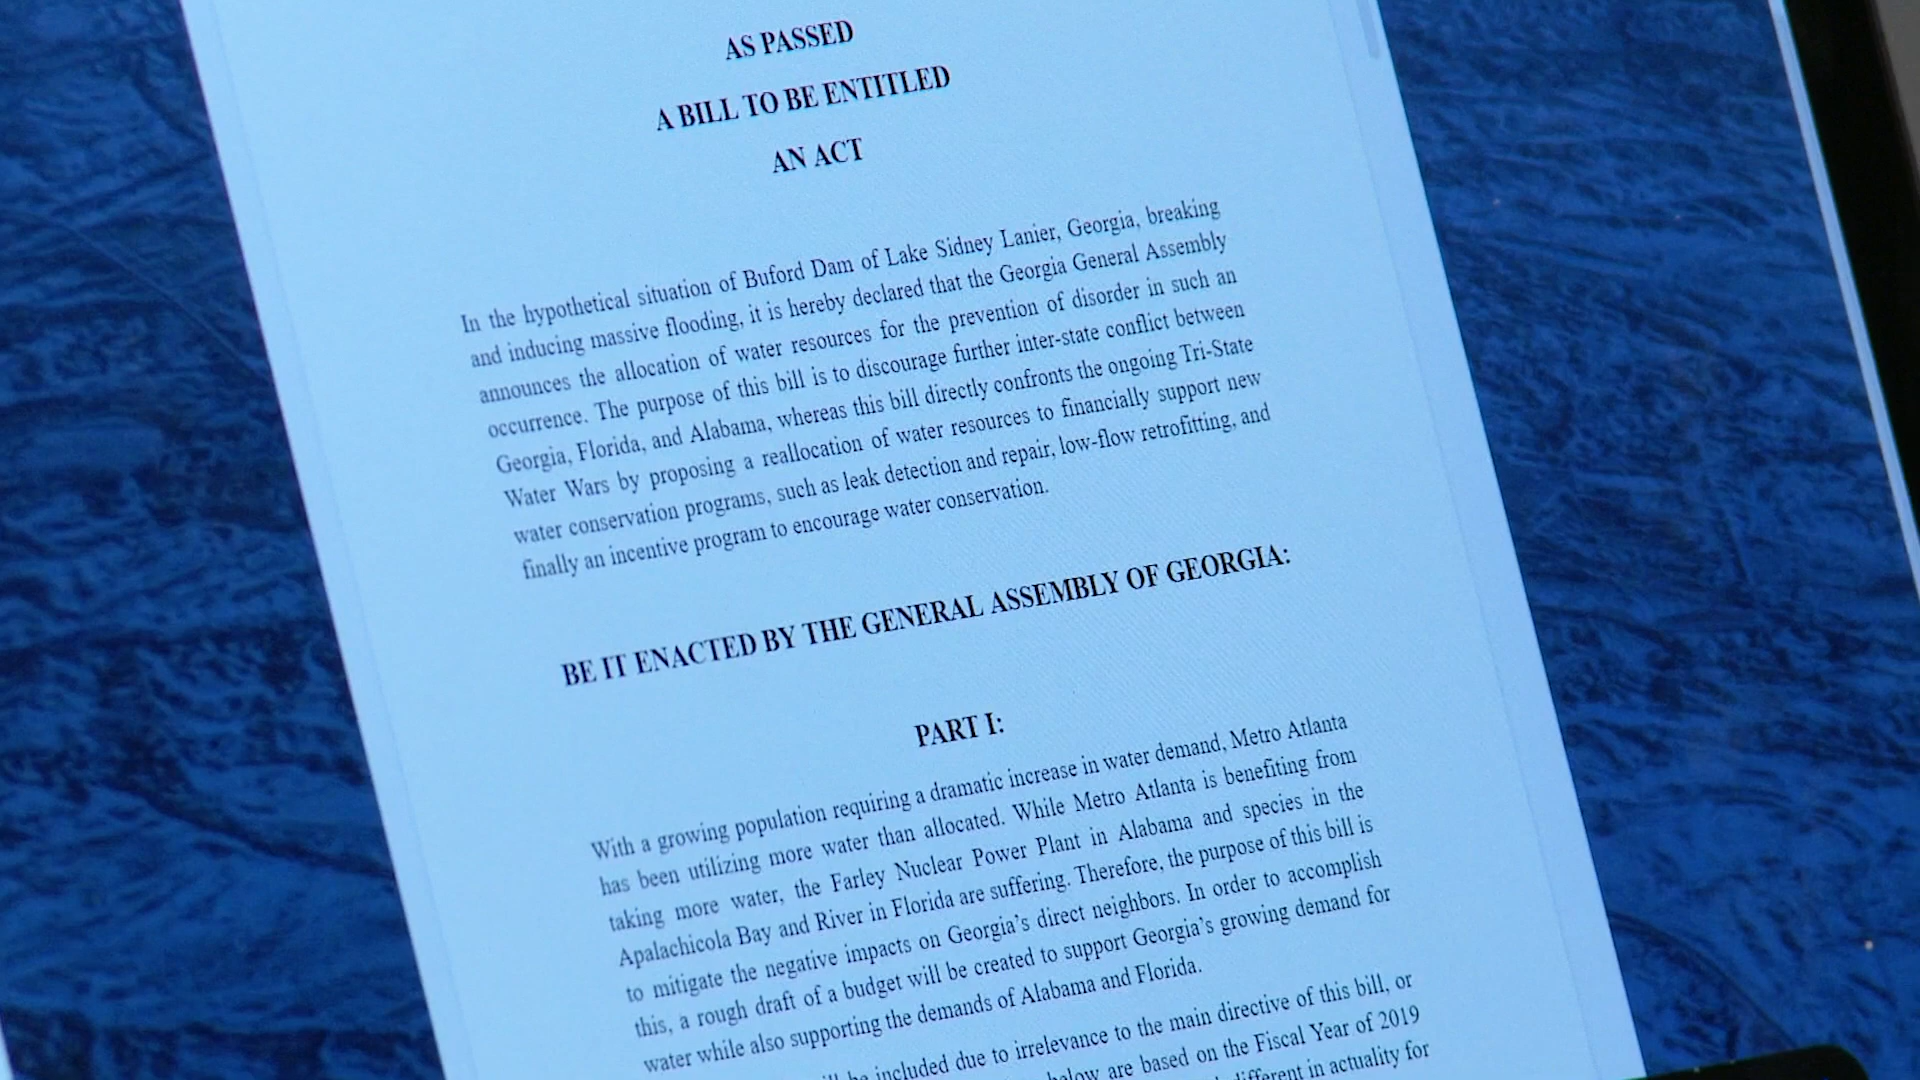 AS PASSED
A BILL TO BE ENTITLED
AN ACT
In the hypothetical situation of Buford Dam of Lake Sidney Lanier, Georgia, breaking
and inducing massive flooding, it is hereby declared that the Georgia General Assembly
announces the allocation of water resources for the prevention of disorder in such an
occurrence. The purpose of this bill is to discourage further inter-state conflict between
Georgia, Florida, and Alabama, whereas this bill directly confronts the ongoing Tri-State
Water Wars by proposing a reallocation of water resources to financially support new
water conservation programs, such as leak detection and repair, low-flow retrofitting, and
finally an incentive program to encourage water conservation.
BE IT ENACTED BY THE GENERAL ASSEMBLY OF GEORGIA:
PART I:
With a growing population requiring a dramatic increase in water demand, Metro Atlanta
has been utilizing more water than allocated. While Metro Atlanta is benefiting from
taking more water, the Farley Nuclear Power Plant in Alabama and species in the
Apalachicola Bay and River in Florida are suffering. Therefore, the purpose of this bill is
to mitigate the negative impacts on Georgia's direct neighbors. In order to accomplish
this, a rough draft of a budget will be created to support Georgia's growing demand for
water while also supporting the demands of Alabama and Florida.
be included due to irrelevance to the main directive of this bill, or
below are based on the Fiscal Year of 2019
different in actuality for